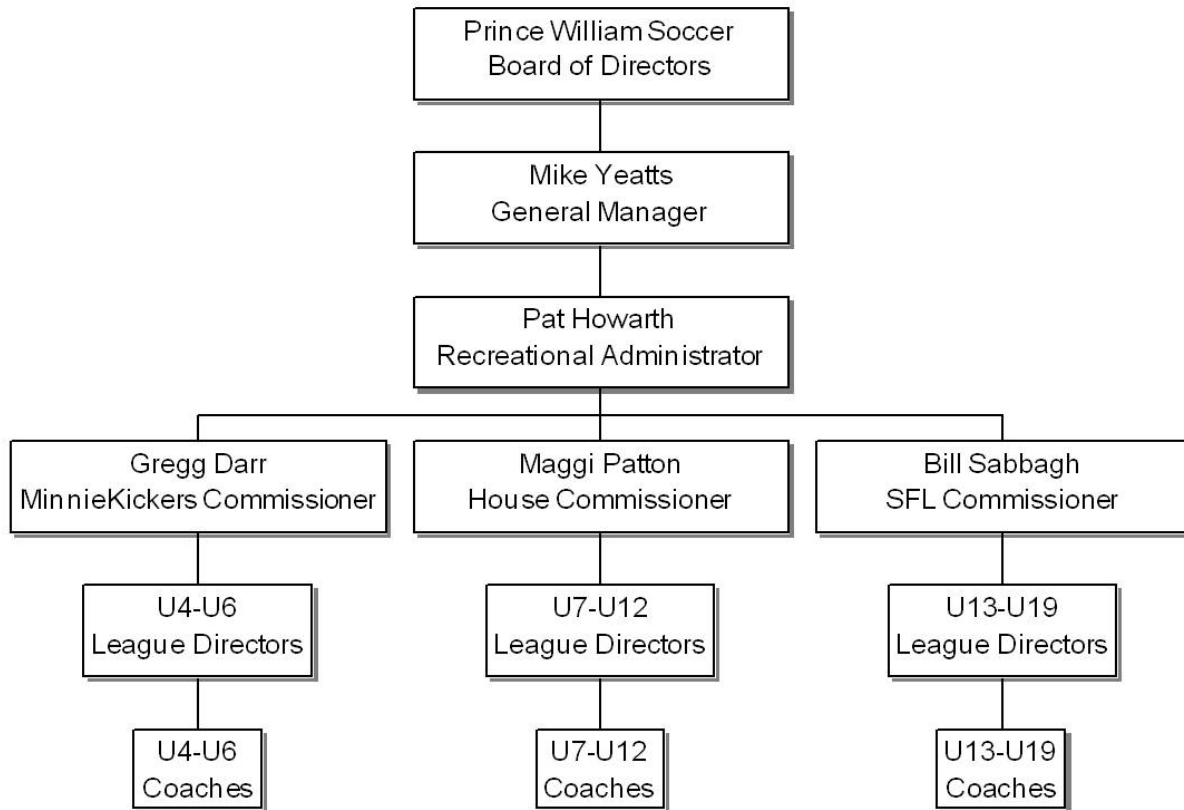 Prince William Soccer
Board of Directors
Mike Yeatts
General Manager
Pat Howarth
Recreational Administrator
Gregg Darr
MinnieKickers Commissioner
Maggi Patton
House Commissioner
Bill Sabbagh
SFL Commissioner
U4-U6
League Directors
U7-U12
League Directors
U13-U19
League Directors
U4-U6
Coaches
U7-U12
Coaches
U13-U19
Coaches